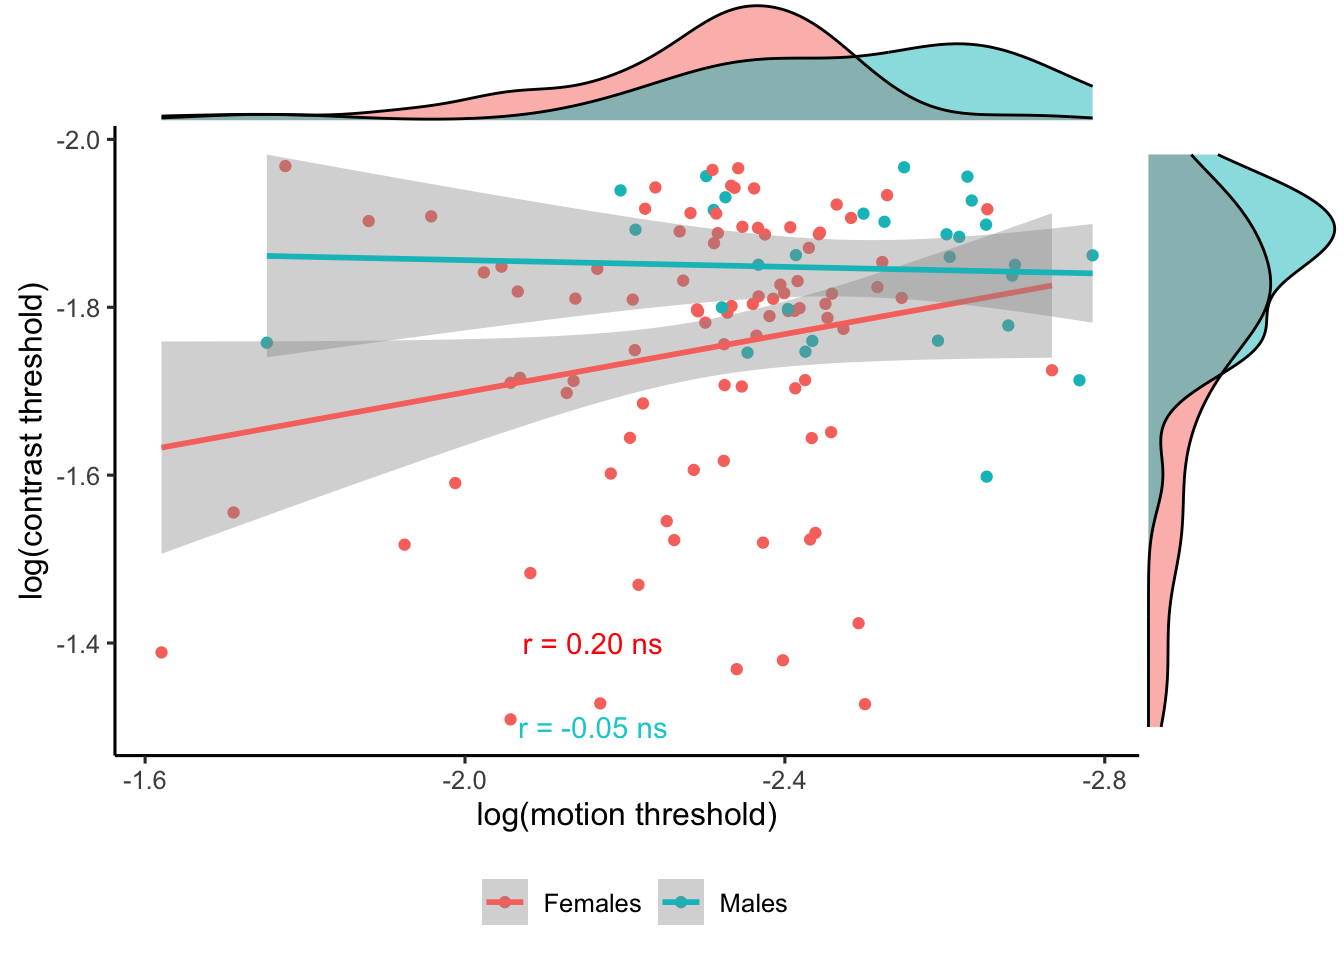 -2.0
-1.8
-1.6
-1.4
log(contrast threshold)
r = 0.20 ns
r = -0.05 ns
-1.6 -2.0 -2.4 -2.8
log(motion threshold)
Females Males